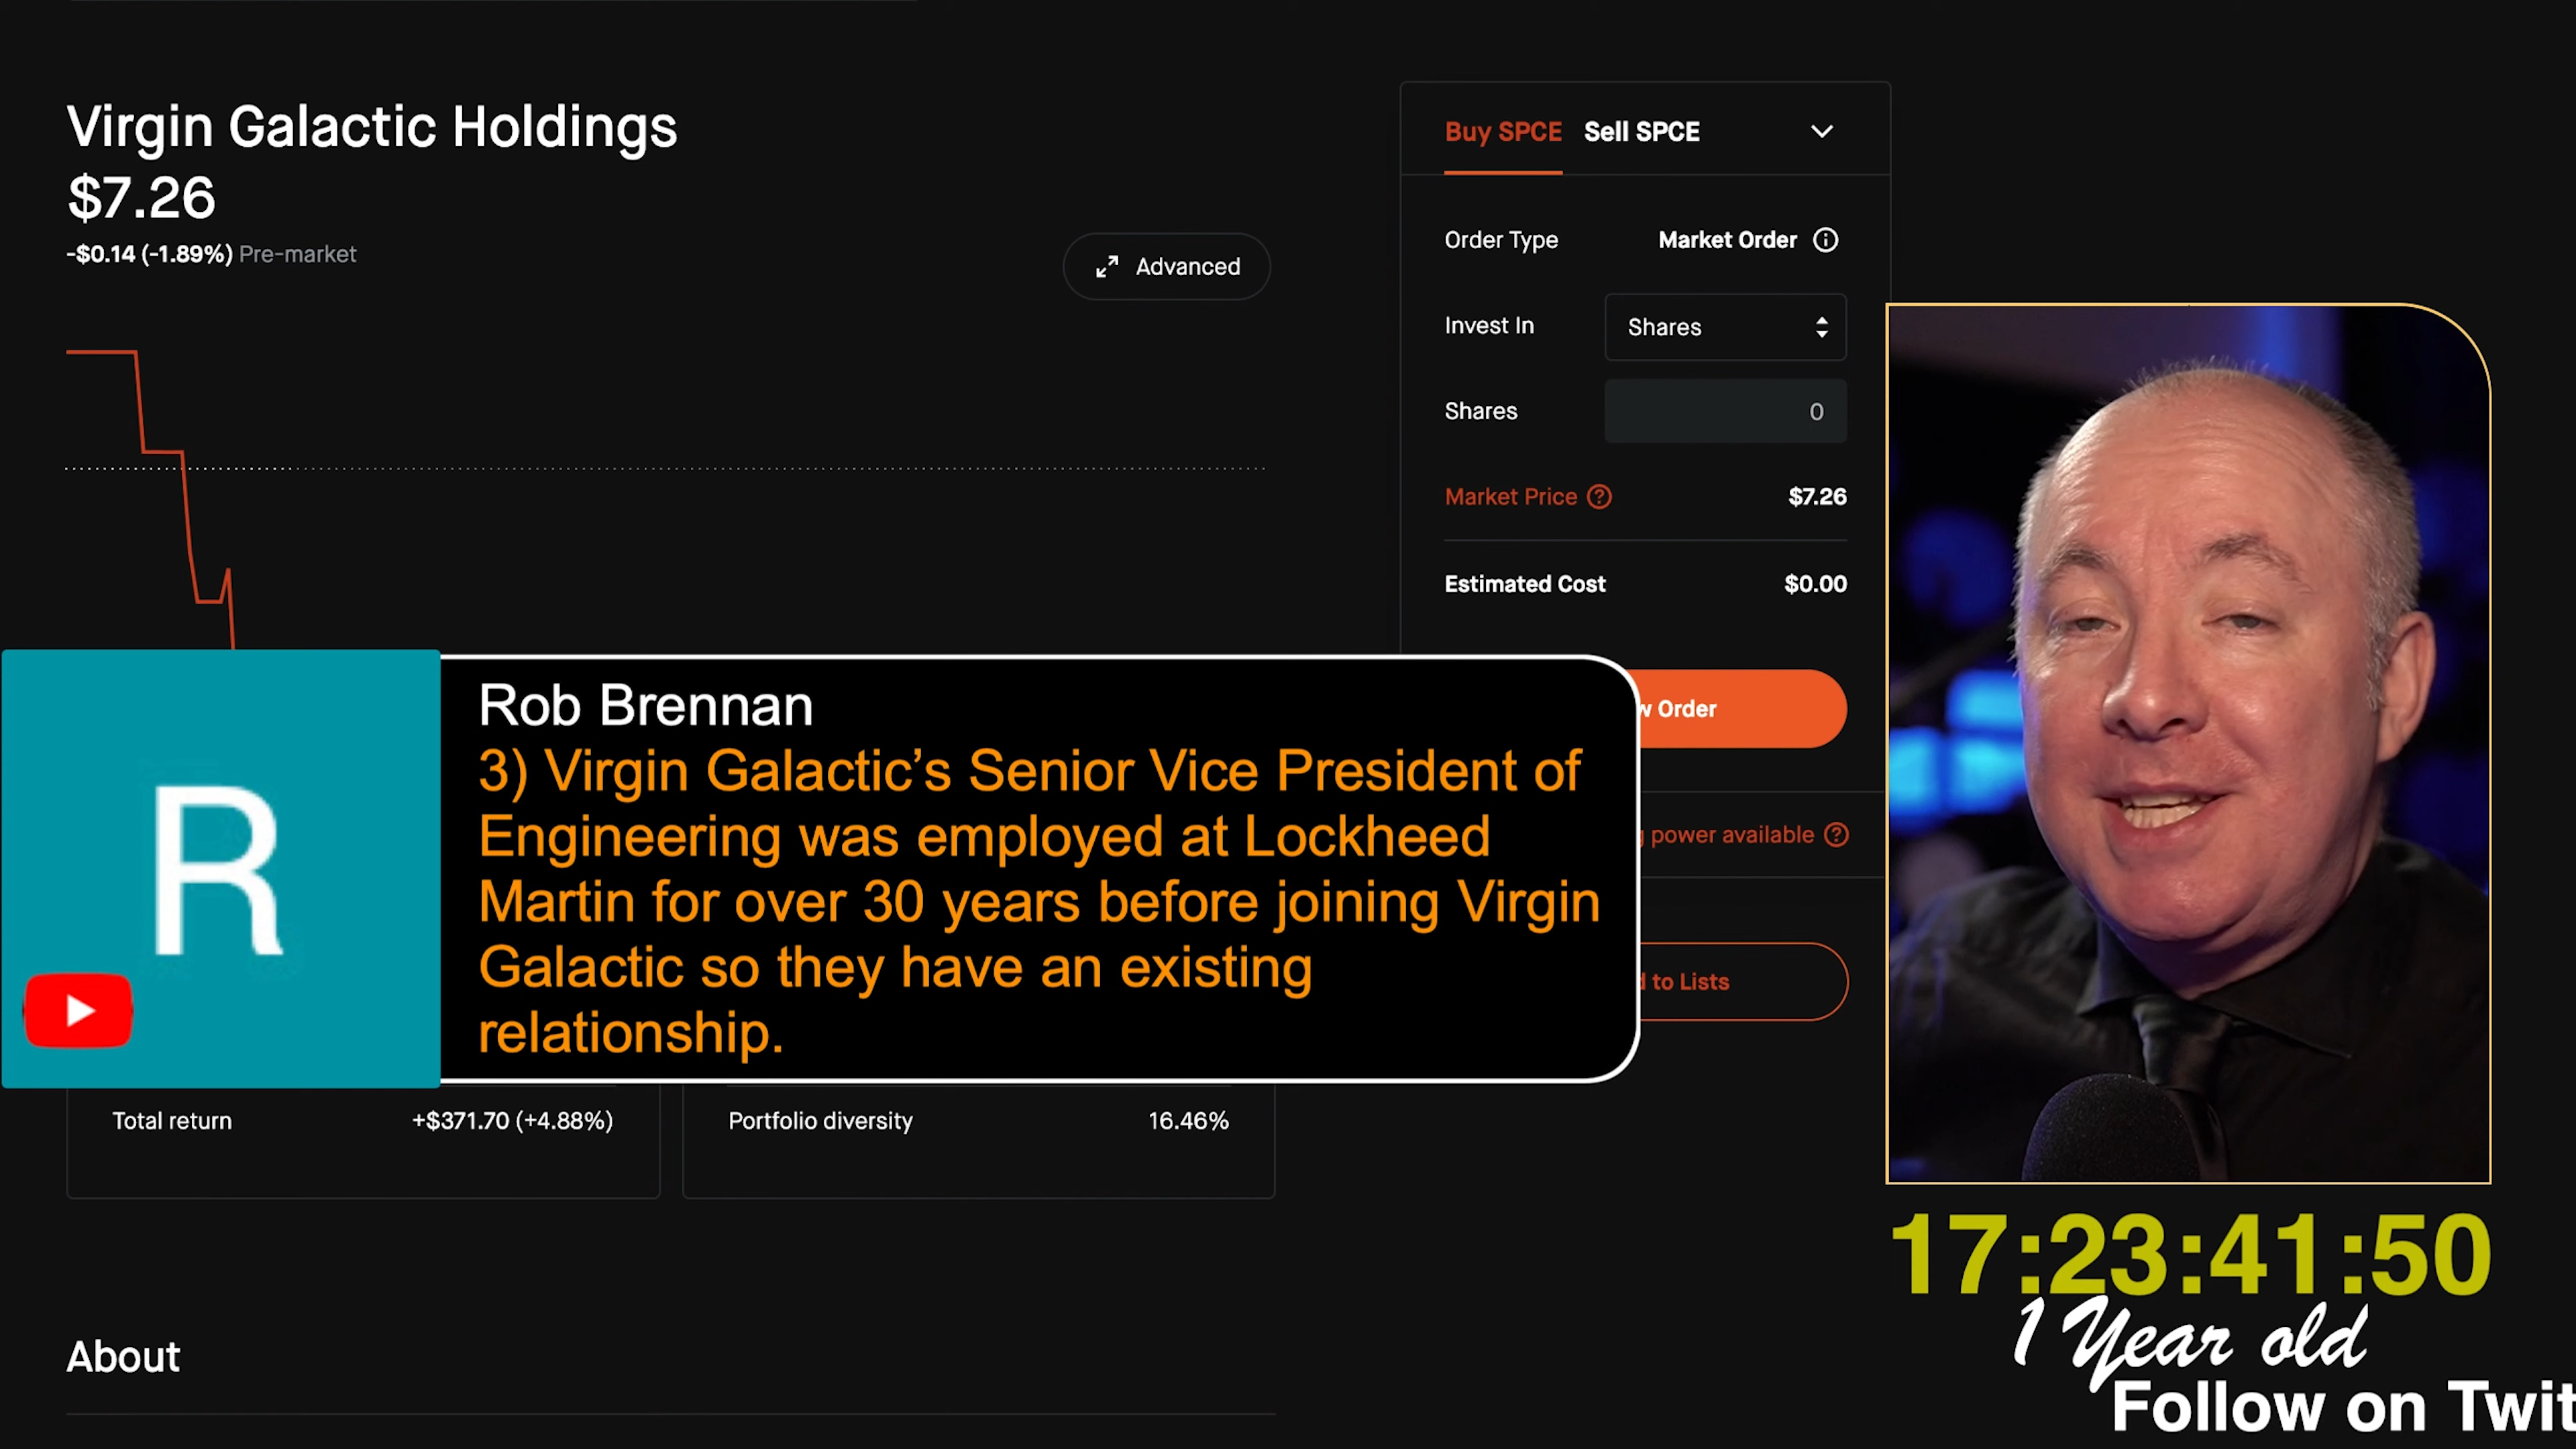 Virgin Galactic Holdings
$7.26
-$0.14 (-1.89%) Pre-market
Advanced
Buy SPCE Sell SPCE
Order Type Market Order
Invest In Shares
Shares 0
Market Price $7.26
Estimated Cost $0.00
w Order
power available
to Lists
R
Rob Brennan
3) Virgin Galactic’s Senior Vice President of
Engineering was employed at Lockheed
Martin for over 30 years before joining Virgin
Galactic so they have an existing
relationship.
Total return +$371.70 (+4.88%)
Portfolio diversity 16.46%
About
17:23:41:50
1 Year old
Follow on Twit